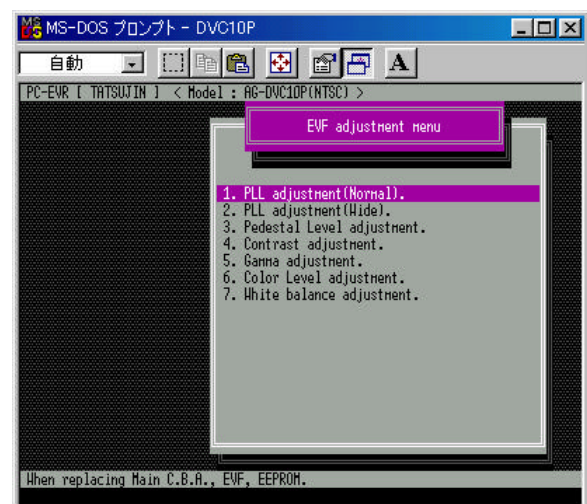 MS-DOS プロンプト - DVC10P
自動
A
PC-EVR [ TATSUJIN ] < Model : AG-DVC10P(NTSC) >
EVF adjustment menu
1. PLL adjustment(Normal).
2. PLL adjustment(Wide).
3. Pedestal Level adjustment.
4. Contrast adjustment.
5. Gamma adjustment.
6. Color Level adjustment.
7. White balance adjustment.
When replacing Main C.B.A., EVF, EEPROM.